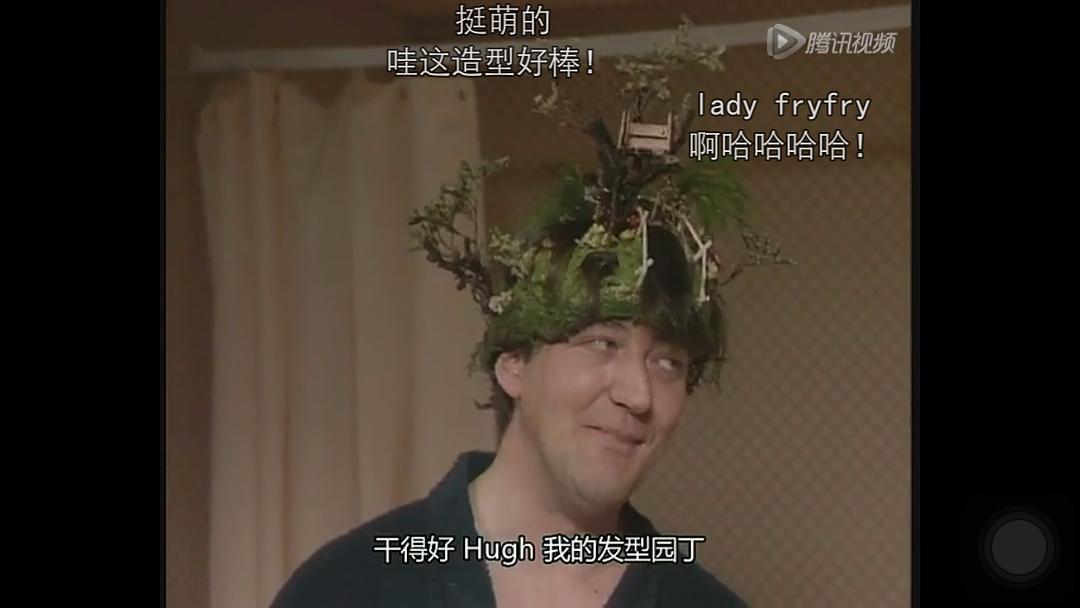 挺萌的
哇这造型好棒！
腾讯视频
lady fryfry
啊哈哈哈哈！
干得好 Hugh 我的发型园丁